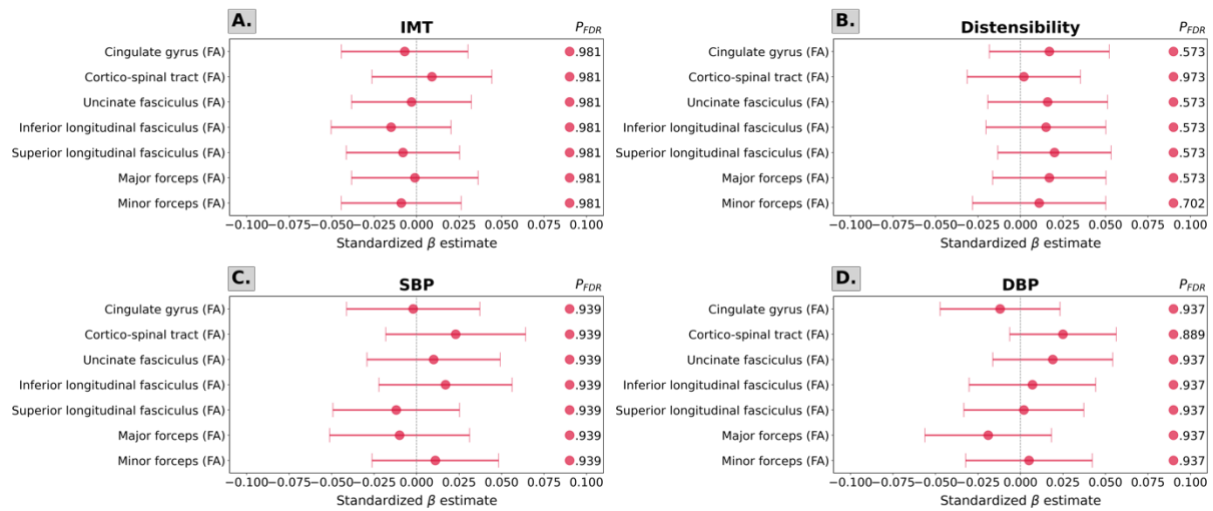 A. IMT P_FDR
Cingulate gyrus (FA) .981
Cortico-spinal tract (FA) .981
Uncinate fasciculus (FA) .981
Inferior longitudinal fasciculus (FA) .981
Superior longitudinal fasciculus (FA) .981
Major forceps (FA) .981
Minor forceps (FA) .981
−0.100 −0.075 −0.050 −0.025 0.000 0.025 0.050 0.075 0.100
Standardized β estimate
B. Distensibility P_FDR
Cingulate gyrus (FA) .573
Cortico-spinal tract (FA) .973
Uncinate fasciculus (FA) .573
Inferior longitudinal fasciculus (FA) .573
Superior longitudinal fasciculus (FA) .573
Major forceps (FA) .573
Minor forceps (FA) .702
−0.100 −0.075 −0.050 −0.025 0.000 0.025 0.050 0.075 0.100
Standardized β estimate
C. SBP P_FDR
Cingulate gyrus (FA) .939
Cortico-spinal tract (FA) .939
Uncinate fasciculus (FA) .939
Inferior longitudinal fasciculus (FA) .939
Superior longitudinal fasciculus (FA) .939
Major forceps (FA) .939
Minor forceps (FA) .939
−0.100 −0.075 −0.050 −0.025 0.000 0.025 0.050 0.075 0.100
Standardized β estimate
D. DBP P_FDR
Cingulate gyrus (FA) .937
Cortico-spinal tract (FA) .889
Uncinate fasciculus (FA) .937
Inferior longitudinal fasciculus (FA) .937
Superior longitudinal fasciculus (FA) .937
Major forceps (FA) .937
Minor forceps (FA) .937
−0.100 −0.075 −0.050 −0.025 0.000 0.025 0.050 0.075 0.100
Standardized β estimate